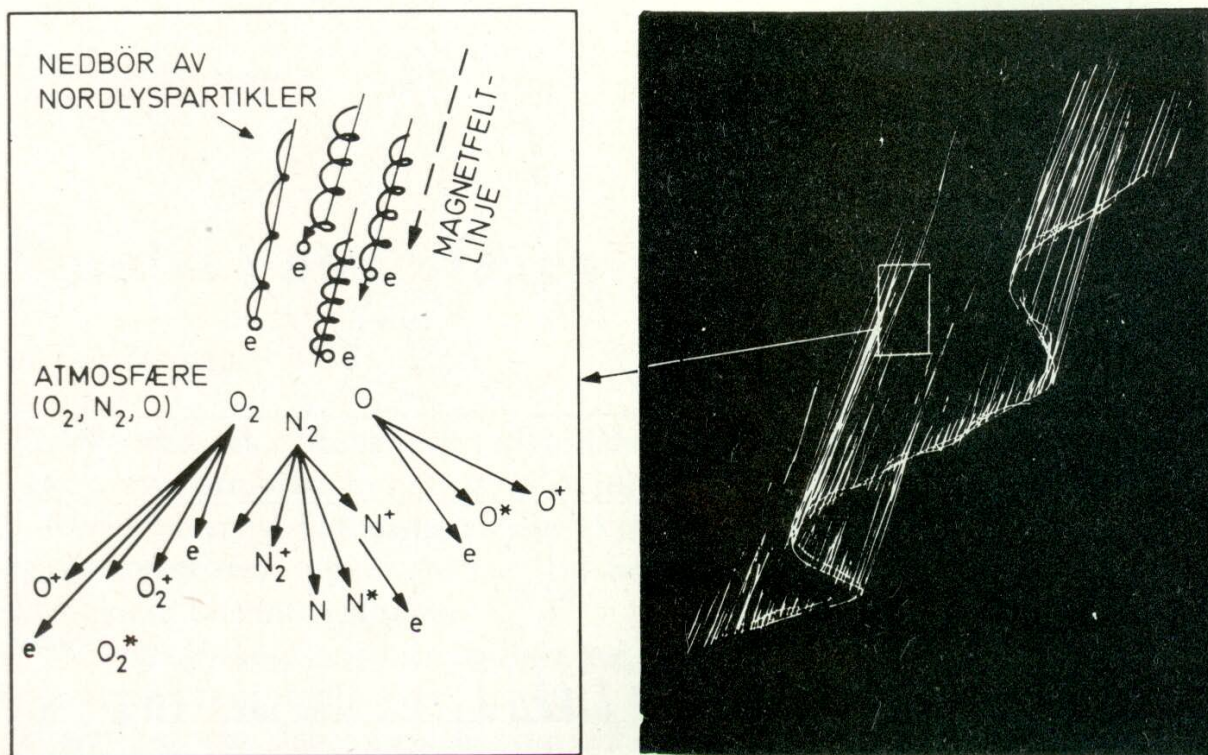 NEDBÖR AV
NORDLYSPARTIKLER
MAGNETFELT-
LINJE
e
e
e
e
ATMOSFÆRE
(O₂, N₂, O)
O₂
N₂
O
O⁺
e
O₂*
O₂⁺
e
N₂⁺
N
N*
N⁺
e
e
O*
O⁺